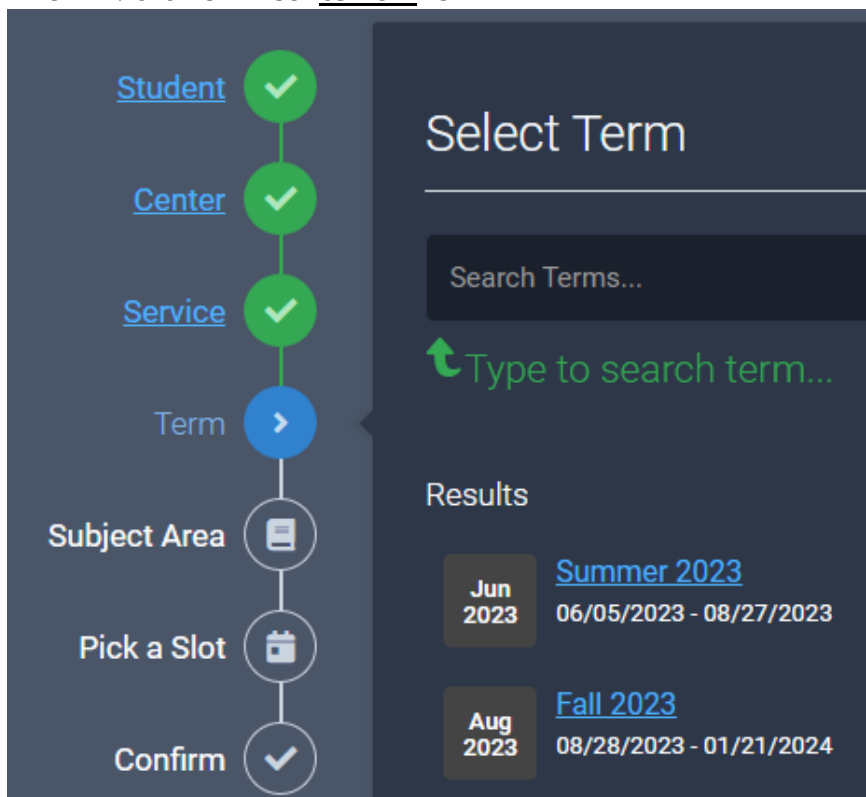 Student
Center
Service
Term
Subject Area
Pick a Slot
Confirm
Select Term
Search Terms...
Type to search term...
Results
Jun
2023
Summer 2023
06/05/2023 - 08/27/2023
Aug
2023
Fall 2023
08/28/2023 - 01/21/2024